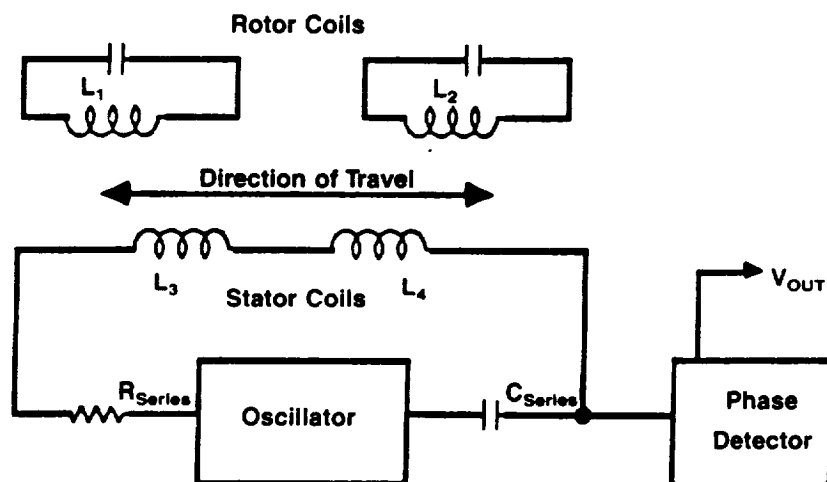 Rotor Coils
L1
L2
Direction of Travel
L3
L4
Stator Coils
VOUT
RSeries
CSeries
Oscillator
Phase
Detector